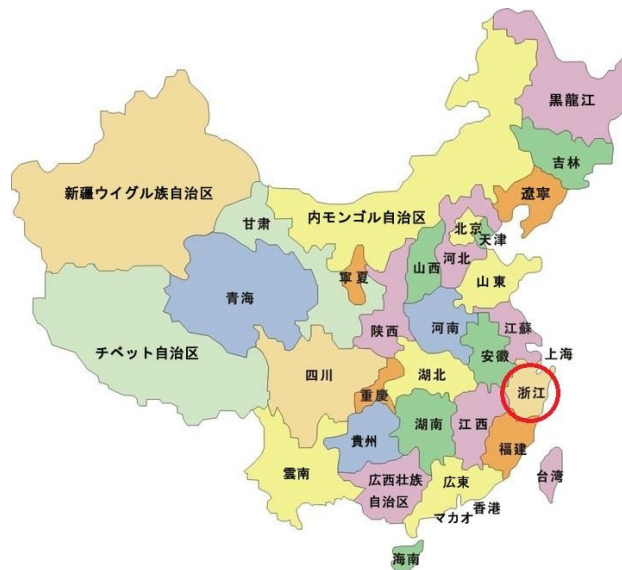 黒龍江
吉林
遼寧
新疆ウイグル族自治区
内モンゴル自治区
甘肃
北京
天津
河北
山西
山東
寧夏
青海
陕西
河南
江蘇
チベット自治区
安徽
上海
四川
湖北
重慶
浙江
湖南
江西
貴州
福建
雲南
広西壮族
自治区
広東
台湾
香港
マカオ
海南